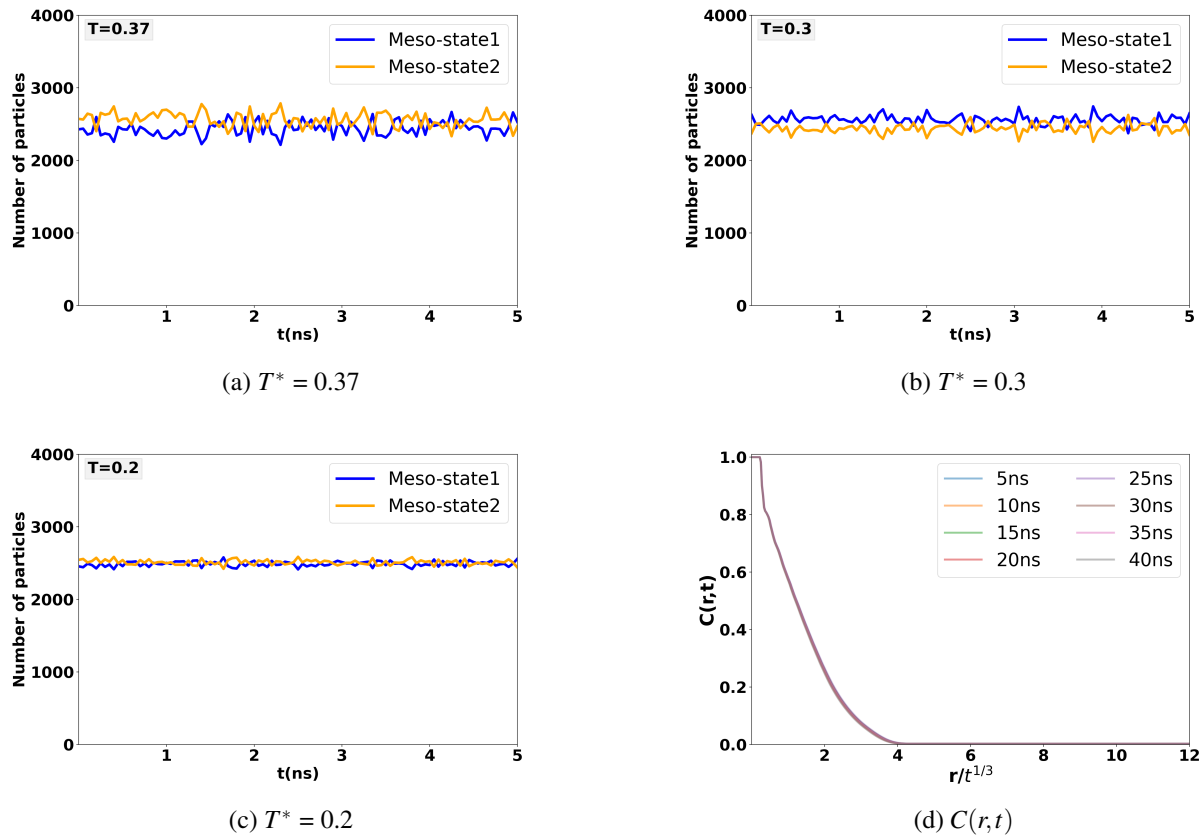 T=0.37
Meso-state1
Meso-state2
Number of particles
4000
3000
2000
1000
0
1 2 3 4 5
t(ns)
(a) T* = 0.37
T=0.3
Meso-state1
Meso-state2
Number of particles
4000
3000
2000
1000
0
1 2 3 4 5
t(ns)
(b) T* = 0.3
T=0.2
Meso-state1
Meso-state2
Number of particles
4000
3000
2000
1000
0
1 2 3 4 5
t(ns)
(c) T* = 0.2
5ns 25ns
10ns 30ns
15ns 35ns
20ns 40ns
C(r,t)
1.0
0.8
0.6
0.4
0.2
0.0
2 4 6 8 10 12
r/t^{1/3}
(d) C(r,t)